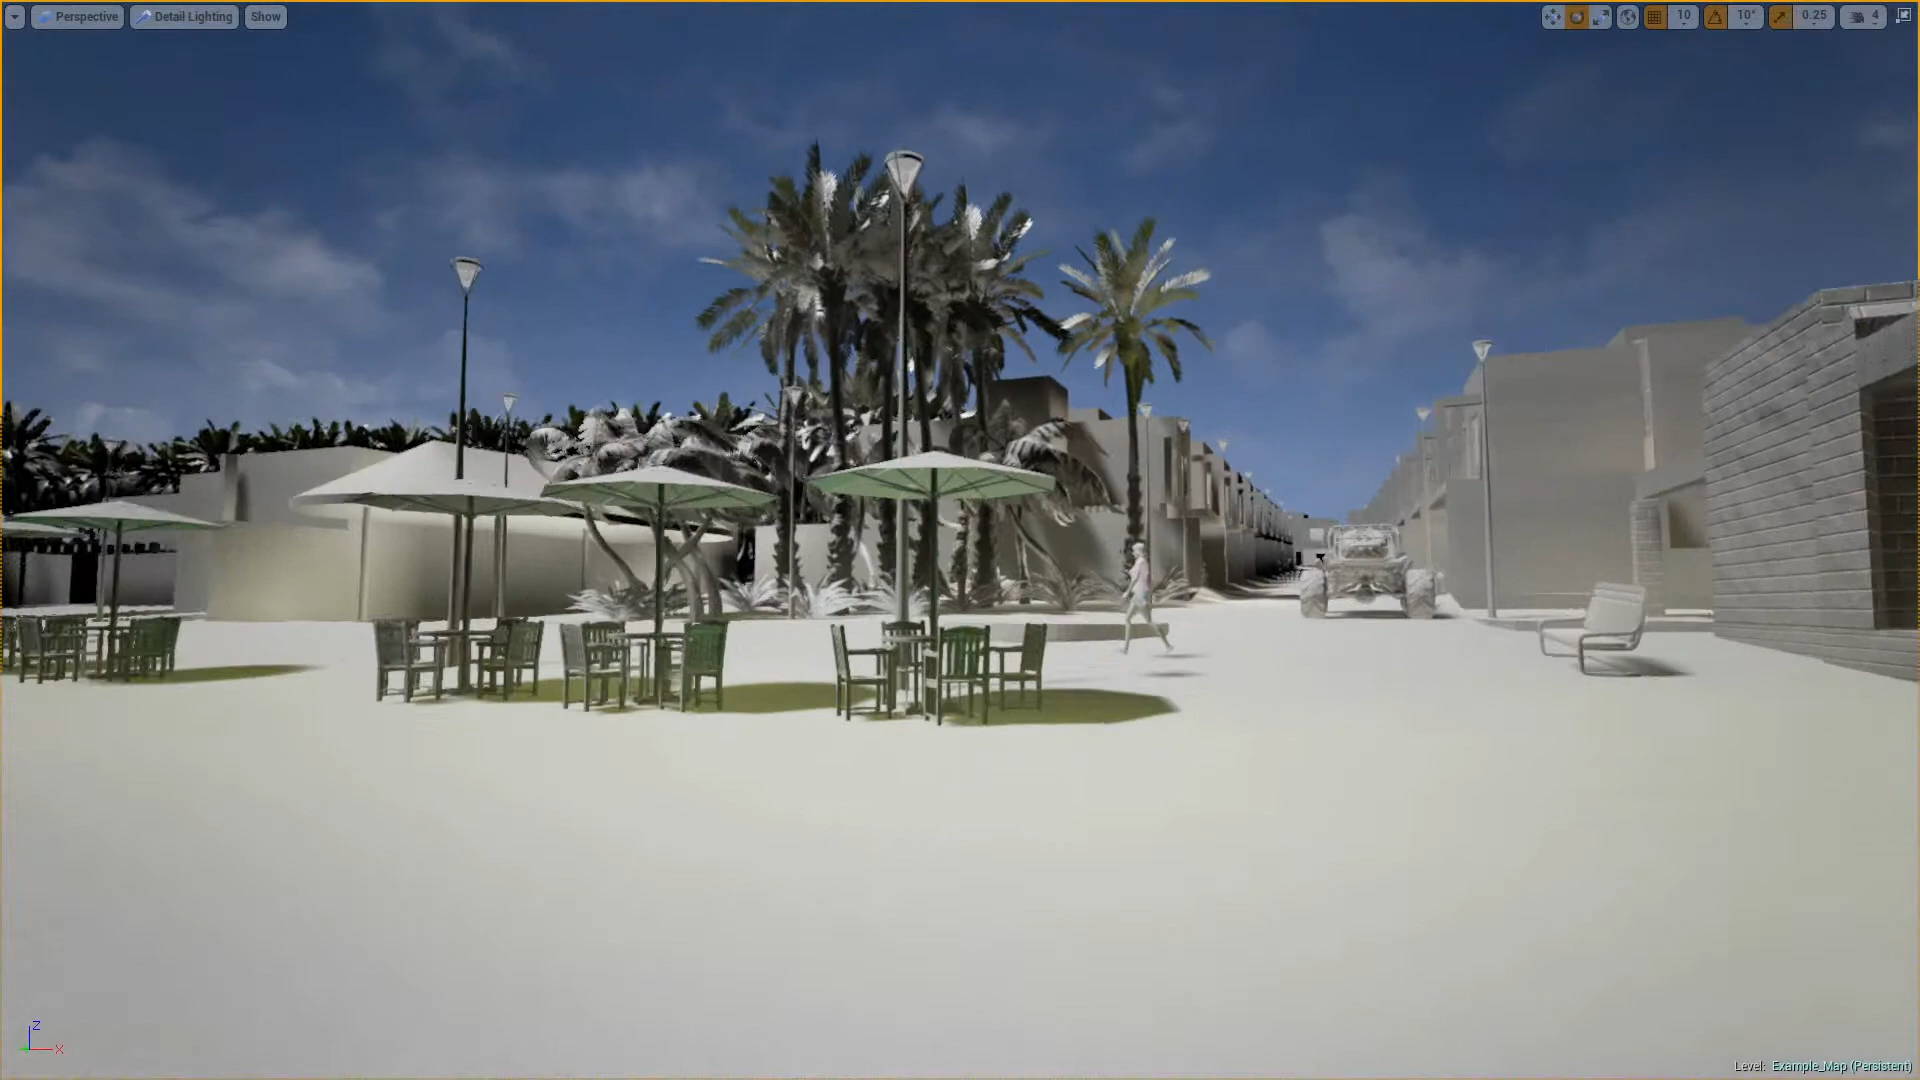 Perspective Detail Lighting Show 10 10° 0.25 4
Z
X
Level: Example_Map (Persistent)